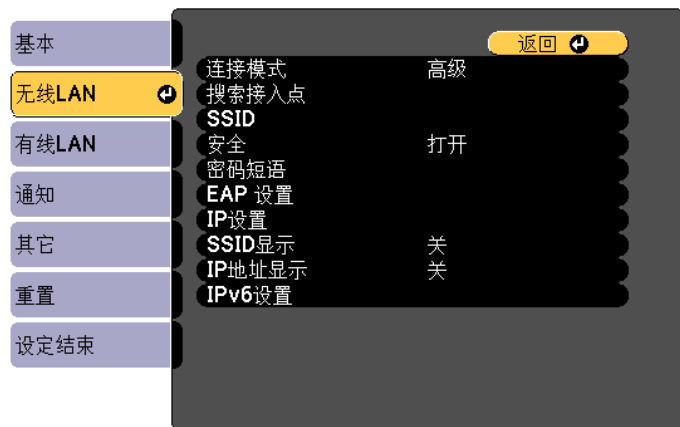 基本
无线LAN
有线LAN
通知
其它
重置
设定结束
返回
连接模式 高级
搜索接入点
SSID
安全 打开
密码短语
EAP 设置
IP设置
SSID显示 关
IP地址显示 关
IPv6设置